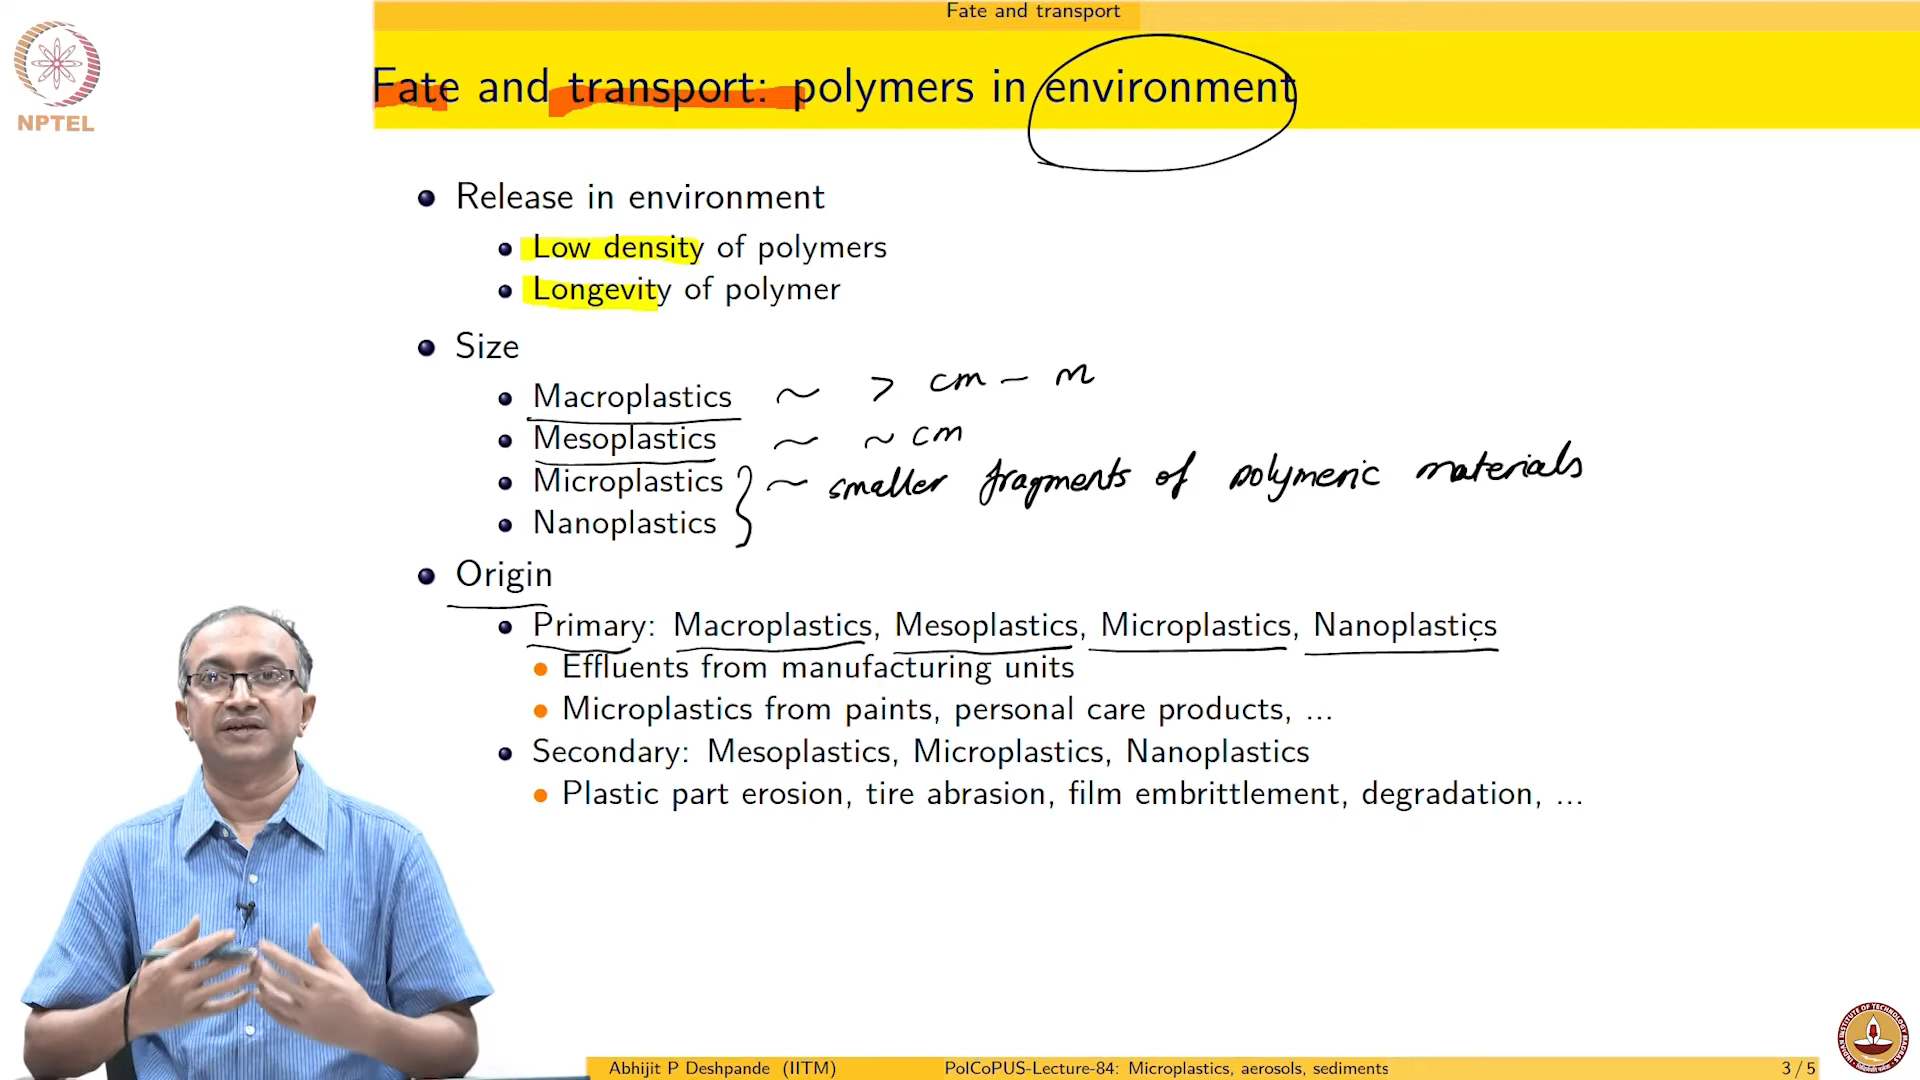 Fate and transport
NPTEL
Fate and transport: polymers in environment
Release in environment
Low density of polymers
Longevity of polymer
Size
Macroplastics ~ > cm - m
Mesoplastics ~ ~ cm
Microplastics } ~ smaller fragments of polymeric materials
Nanoplastics
Origin
Primary: Macroplastics, Mesoplastics, Microplastics, Nanoplastics
Effluents from manufacturing units
Microplastics from paints, personal care products, ...
Secondary: Mesoplastics, Microplastics, Nanoplastics
Plastic part erosion, tire abrasion, film embrittlement, degradation, ...
Abhijit P Deshpande (IITM) PolCoPUS-Lecture-84: Microplastics, aerosols, sediments 3 / 5